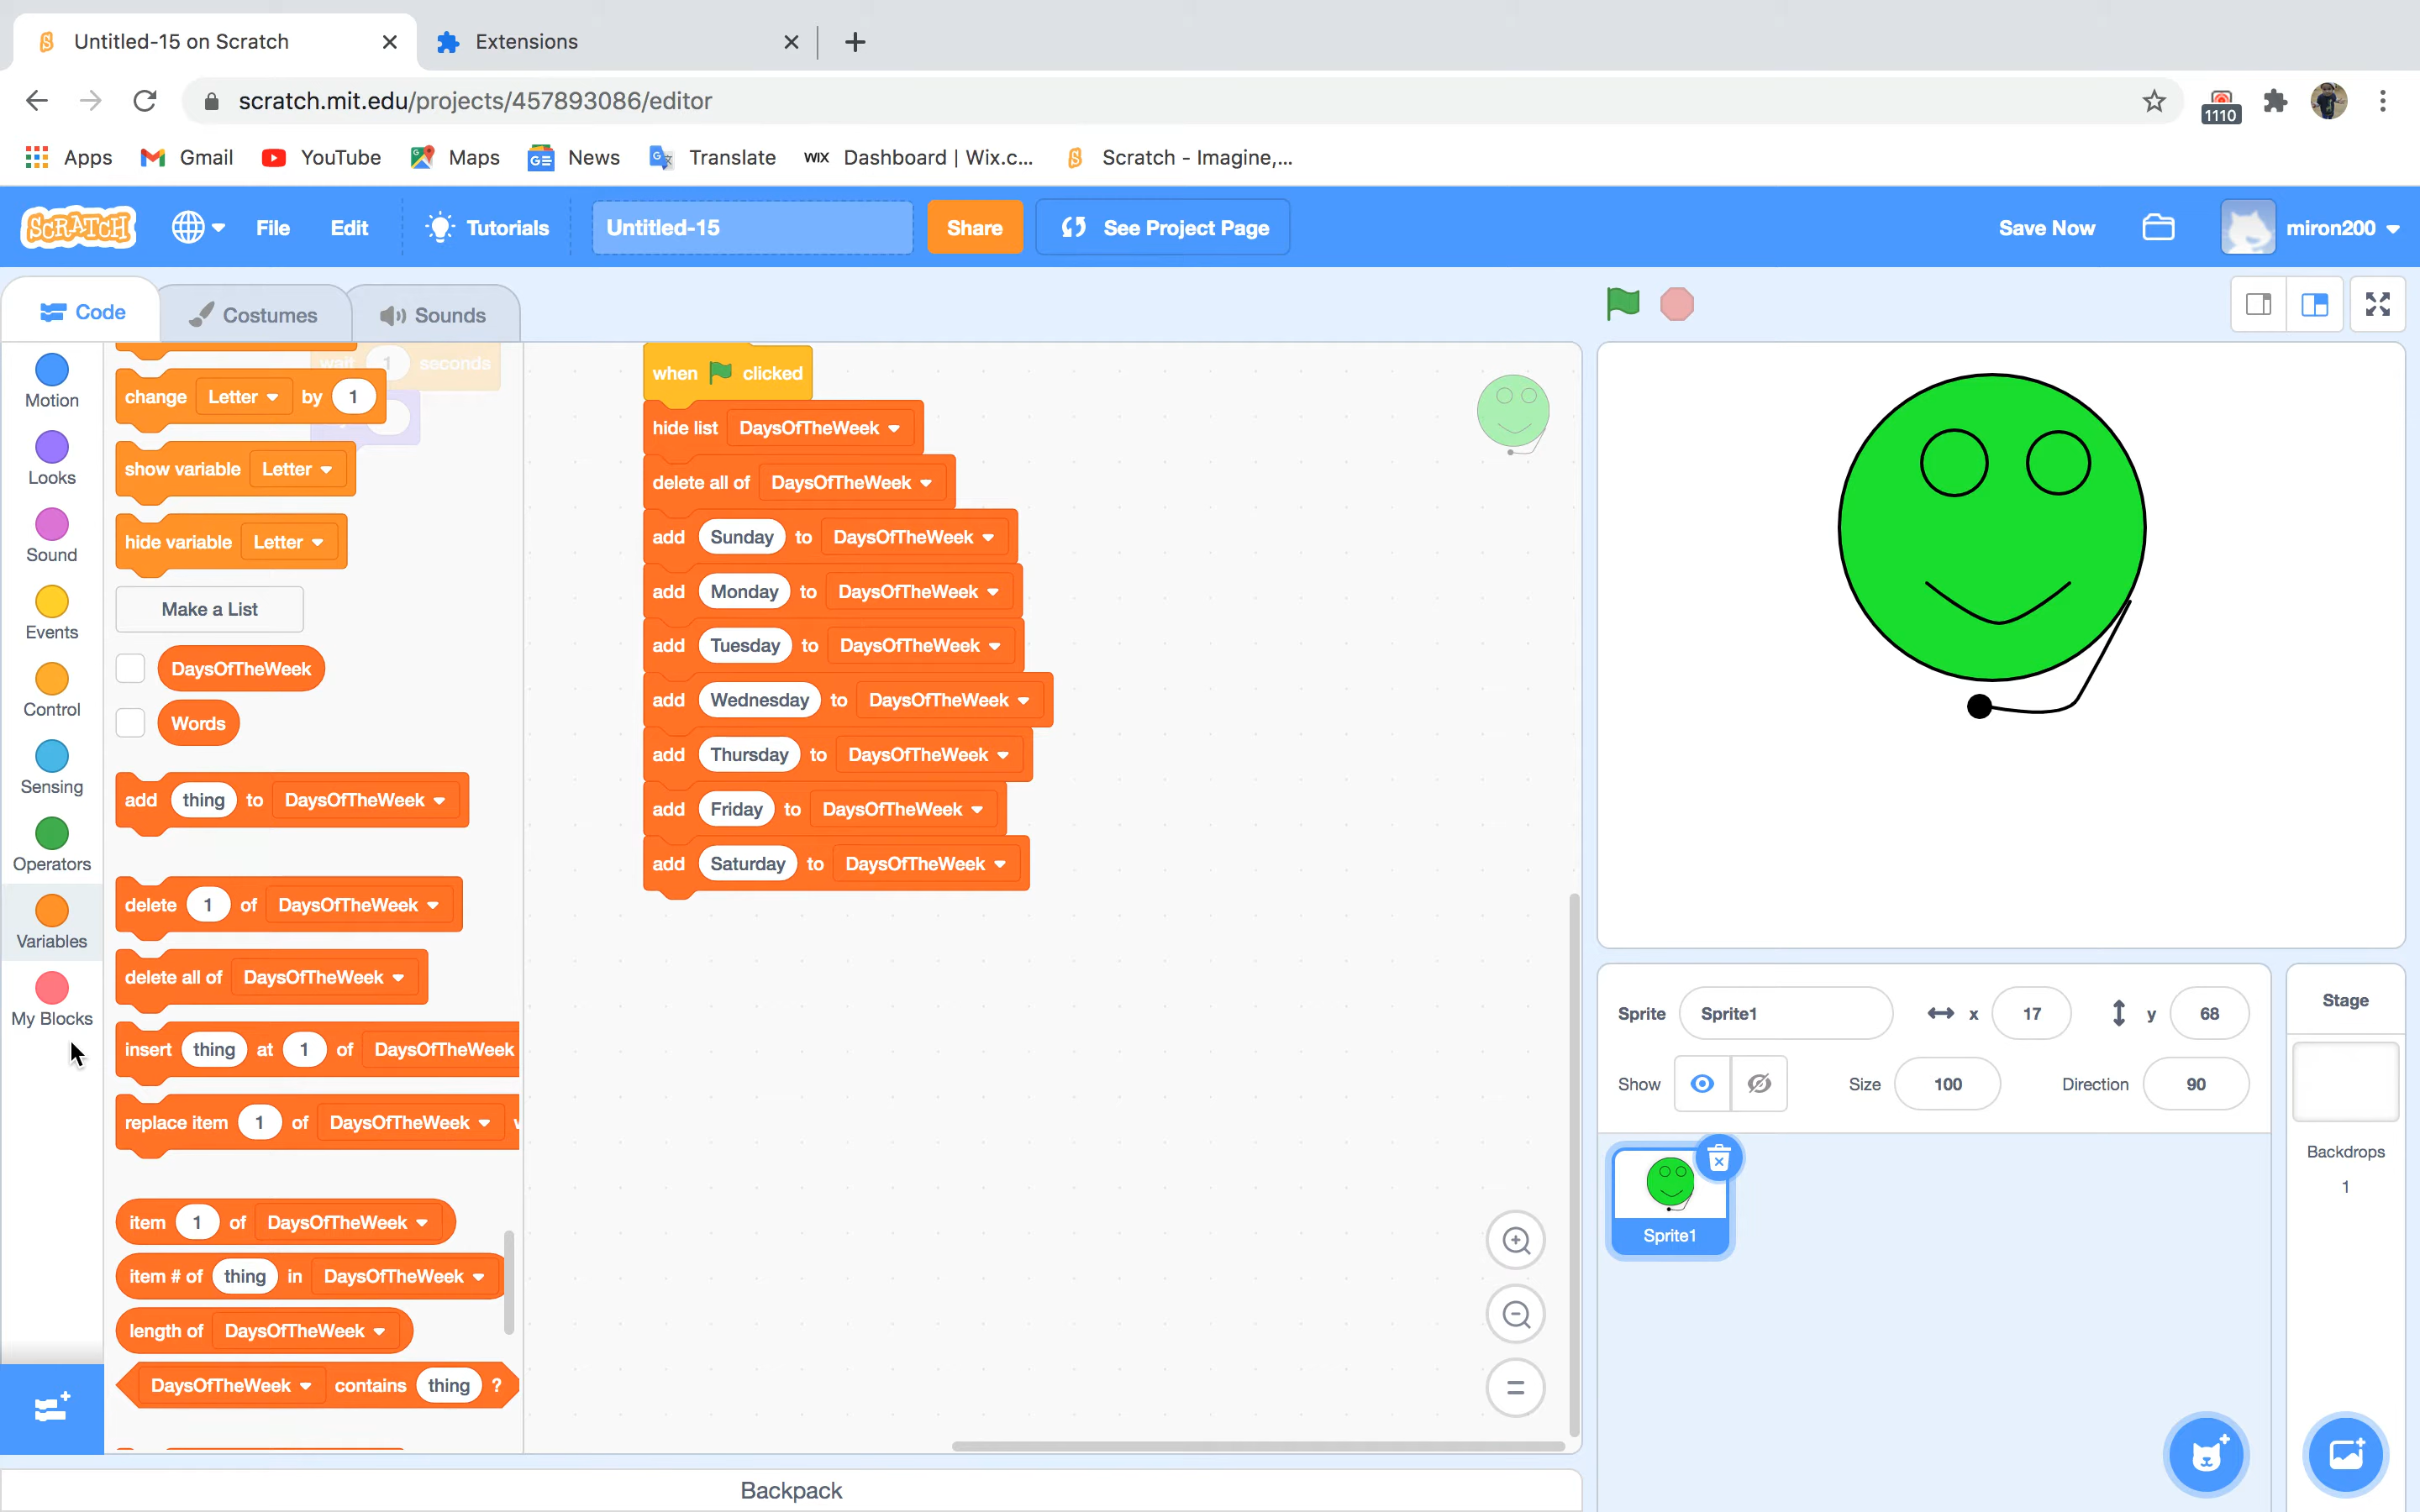 Untitled-15 on Scratch
Extensions
scratch.mit.edu/projects/457893086/editor
1110
Apps
Gmail
YouTube
Maps
News
Translate
WIX Dashboard | Wix.c...
Scratch - Imagine,...
SCRATCH
File
Edit
Tutorials
Untitled-15
Share
See Project Page
Save Now
miron200
Code
Costumes
Sounds
Motion
Looks
Sound
Events
Control
Sensing
Operators
Variables
My Blocks
wait 1 seconds
change Letter by 1
show variable Letter
hide variable Letter
Make a List
DaysOfTheWeek
Words
add thing to DaysOfTheWeek
delete 1 of DaysOfTheWeek
delete all of DaysOfTheWeek
insert thing at 1 of DaysOfTheWeek
replace item 1 of DaysOfTheWeek
item 1 of DaysOfTheWeek
item # of thing in DaysOfTheWeek
length of DaysOfTheWeek
DaysOfTheWeek contains thing ?
when clicked
hide list DaysOfTheWeek
delete all of DaysOfTheWeek
add Sunday to DaysOfTheWeek
add Monday to DaysOfTheWeek
add Tuesday to DaysOfTheWeek
add Wednesday to DaysOfTheWeek
add Thursday to DaysOfTheWeek
add Friday to DaysOfTheWeek
add Saturday to DaysOfTheWeek
Sprite Sprite1 x 17 y 68
Show Size 100 Direction 90
Sprite1
Stage
Backdrops
1
Backpack